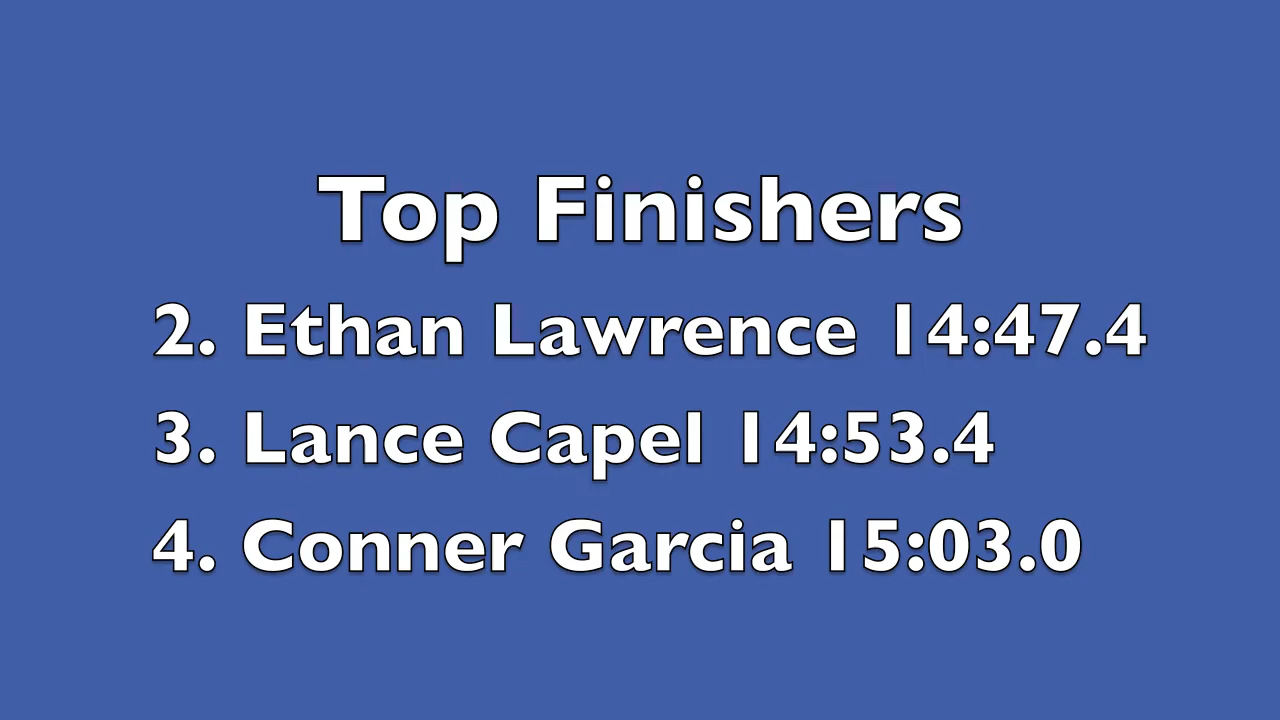 Top Finishers
2. Ethan Lawrence 14:47.4
3. Lance Capel 14:53.4
4. Conner Garcia 15:03.0